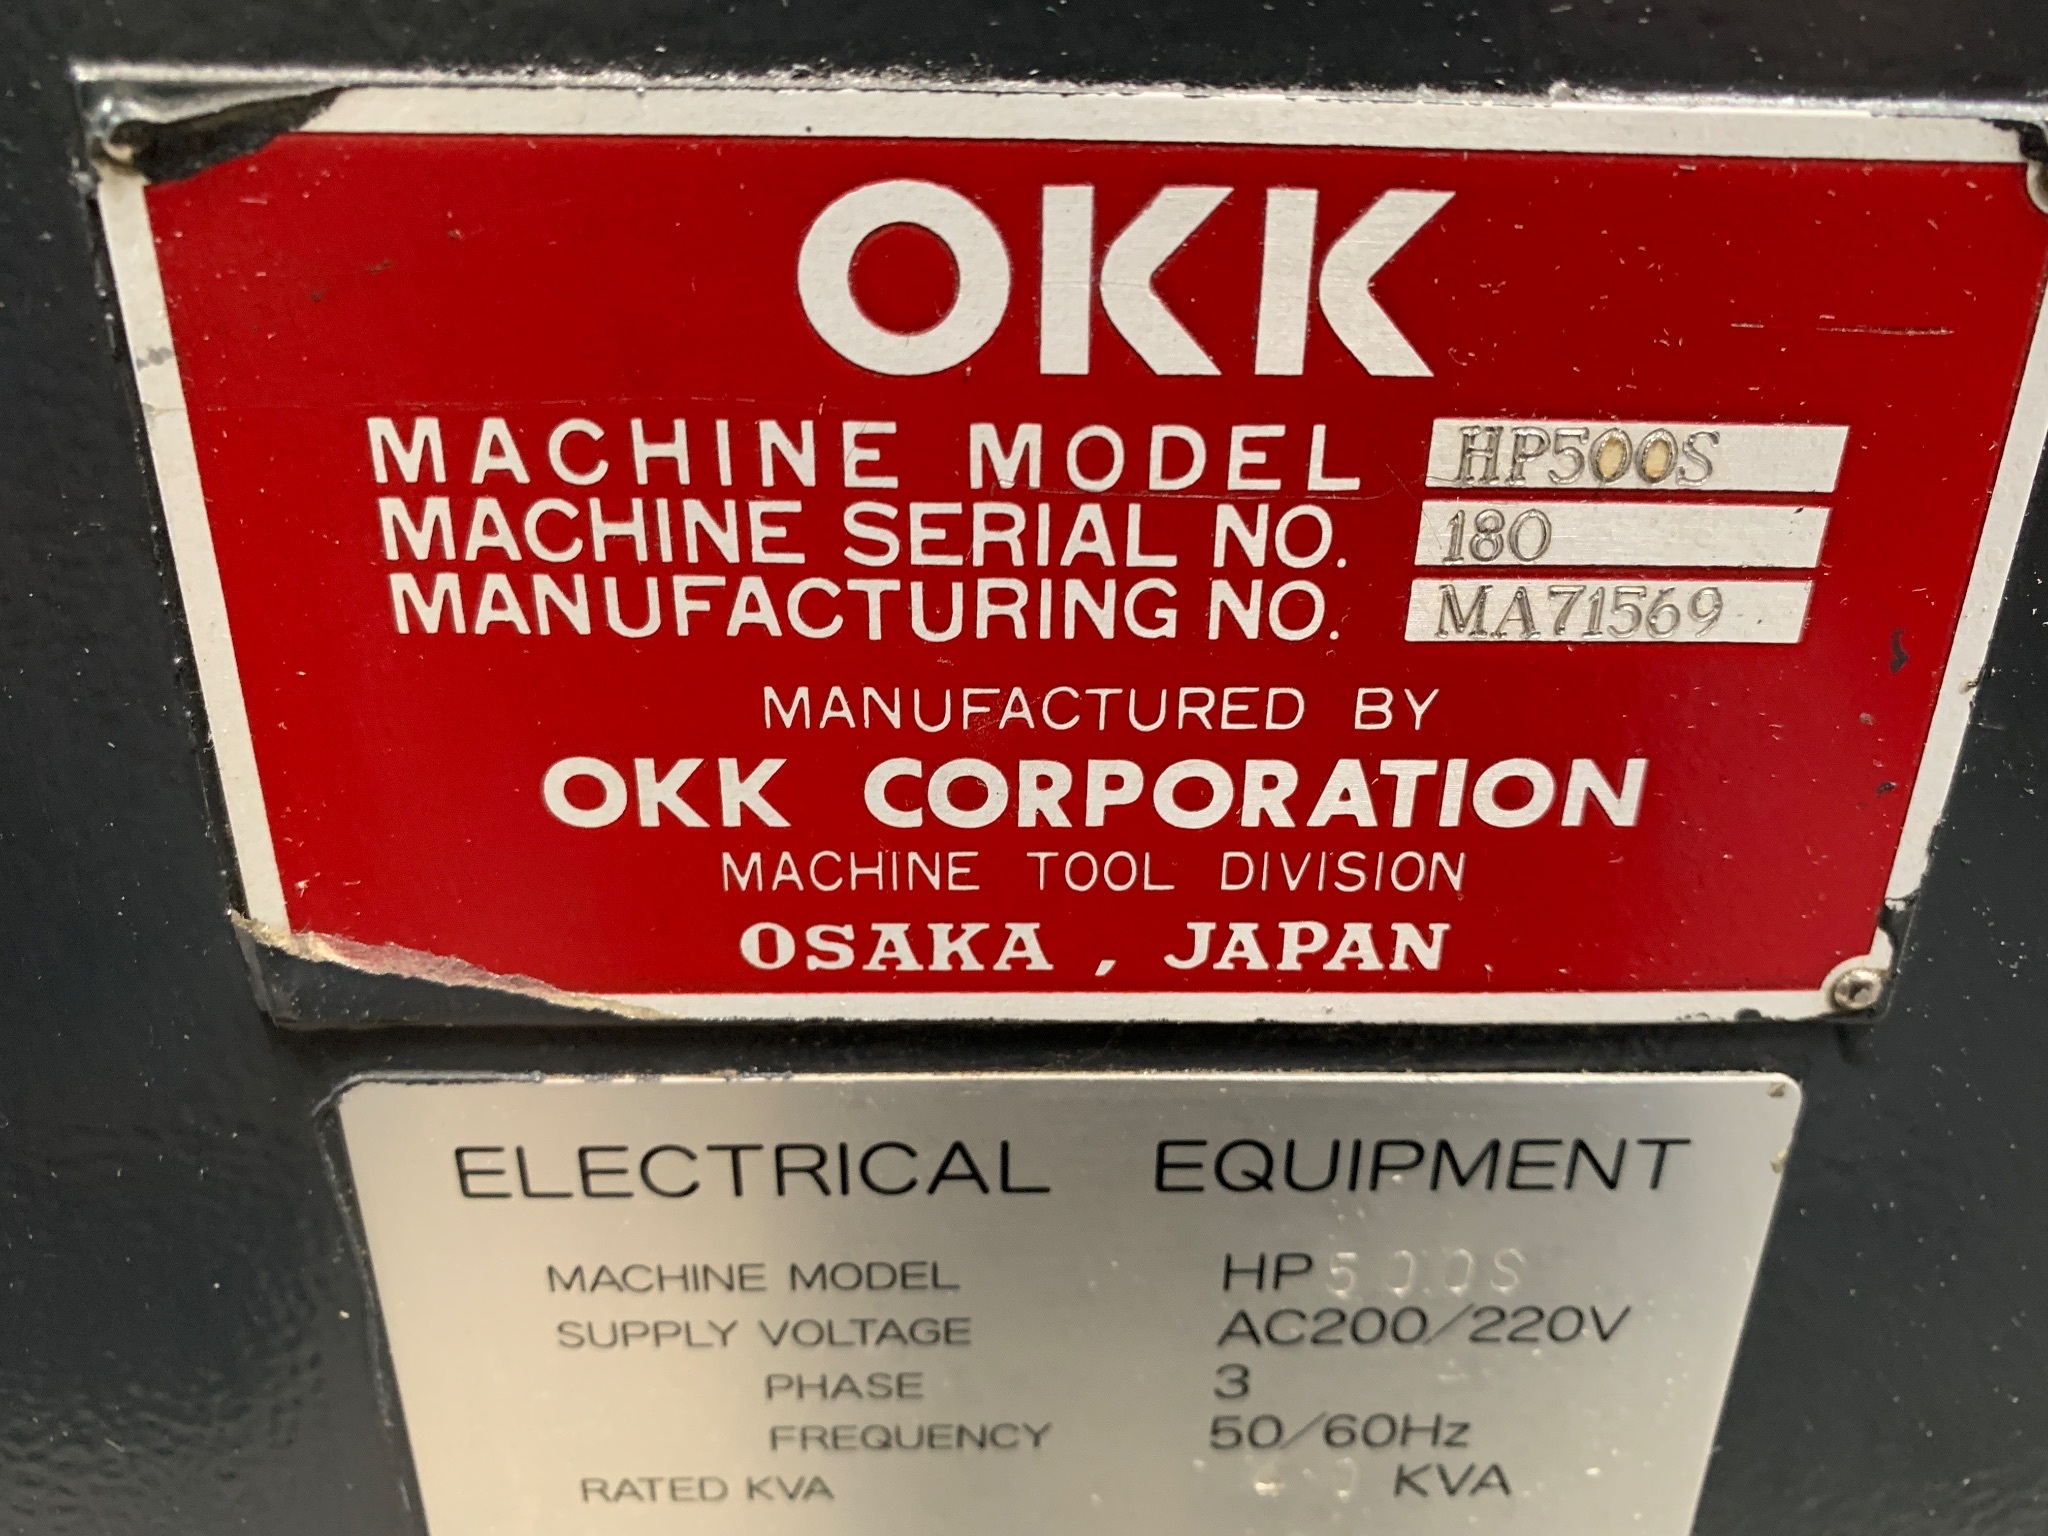 OKK
MACHINE MODEL HP500S
MACHINE SERIAL NO. 180
MANUFACTURING NO. MA71569
MANUFACTURED BY
OKK CORPORATION
MACHINE TOOL DIVISION
OSAKA, JAPAN
ELECTRICAL EQUIPMENT
MACHINE MODEL HP500S
SUPPLY VOLTAGE AC200/220V
PHASE 3
FREQUENCY 50/60Hz
RATED KVA KVA